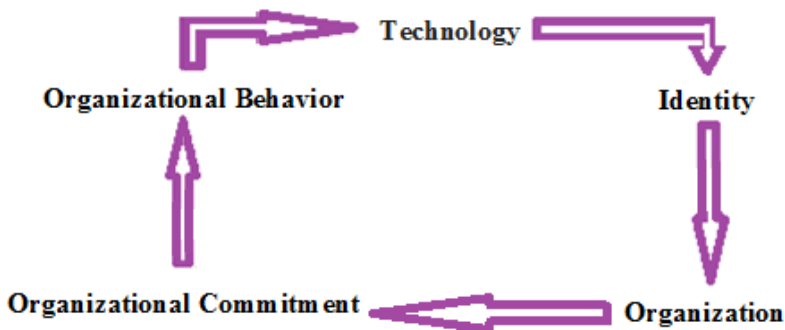 Technology
Organizational Behavior
Identity
Organizational Commitment
Organization